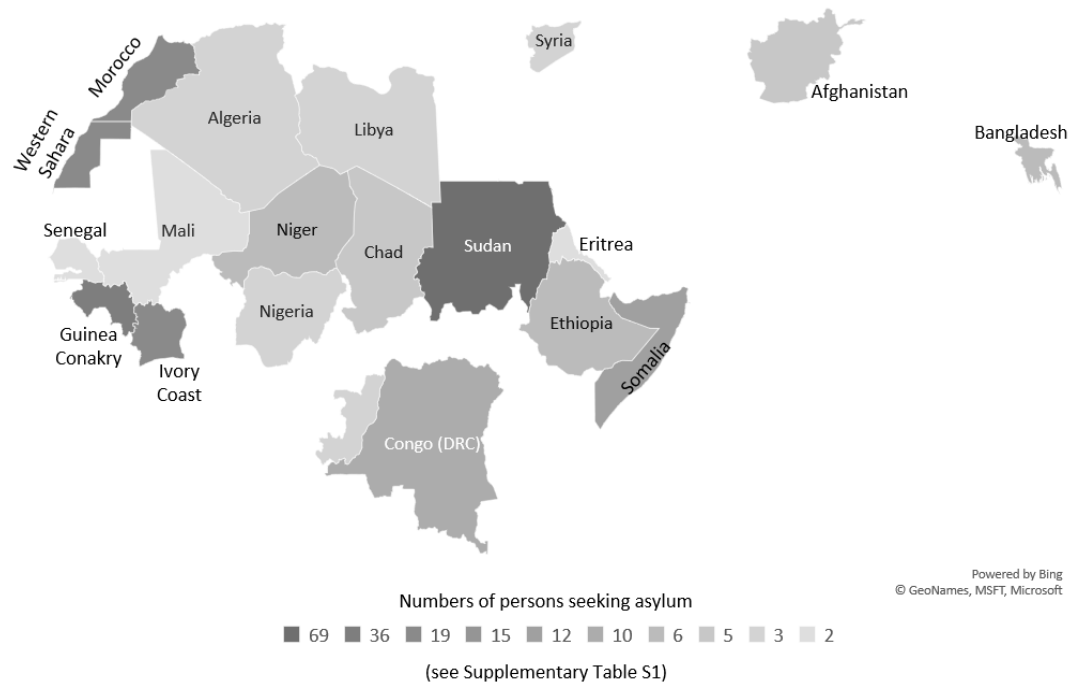 Morocco
Syria
Afghanistan
Algeria
Libya
Western
Sahara
Bangladesh
Senegal
Mali
Niger
Chad
Sudan
Eritrea
Nigeria
Ethiopia
Guinea
Conakry
Ivory
Coast
Somalia
Congo (DRC)
Powered by Bing
© GeoNames, MSFT, Microsoft
Numbers of persons seeking asylum
69 36 19 15 12 10 6 5 3 2
(see Supplementary Table S1)